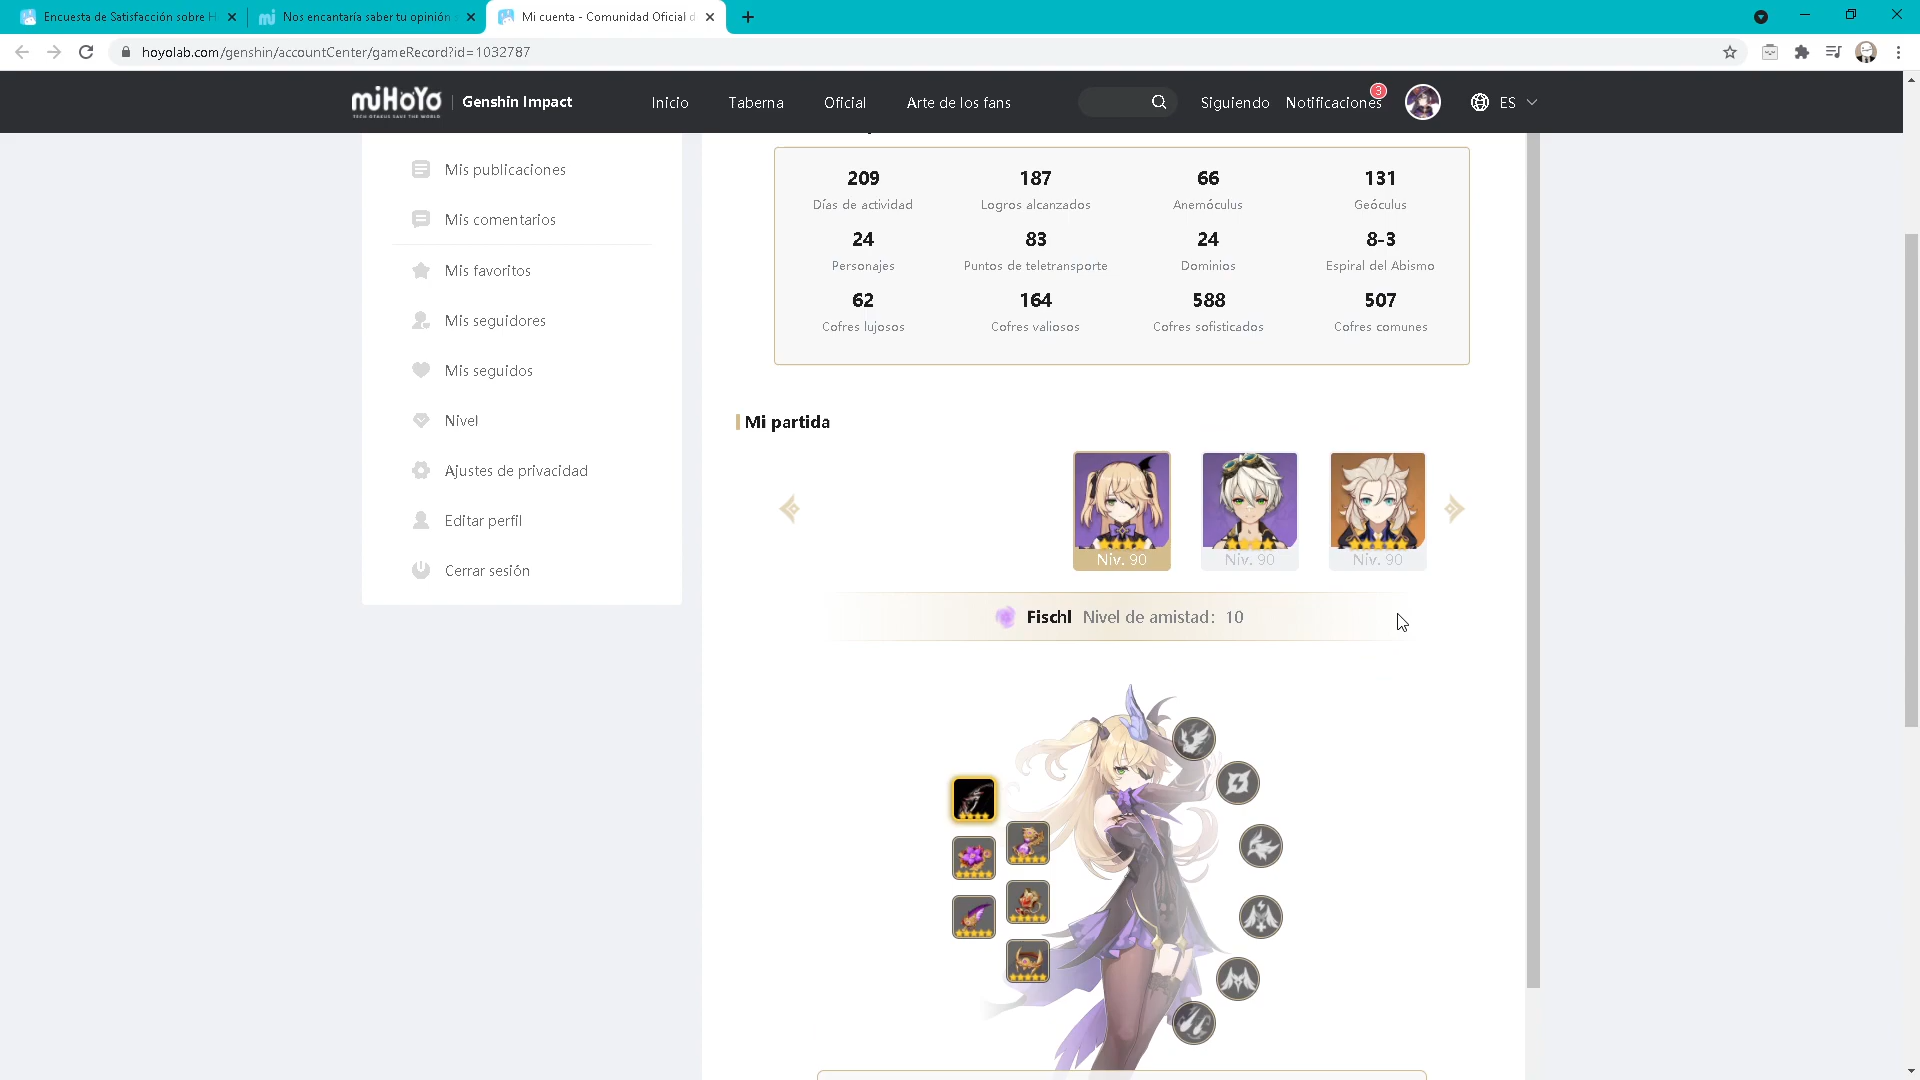 Encuesta de Satisfacción sobre H
Nos encantaría saber tu opinión
Mi cuenta - Comunidad Oficial d
hoyolab.com/genshin/accountCenter/gameRecord?id=1032787
miHoYo
TECH OTAKUS SAVE THE WORLD
Genshin Impact
Inicio
Taberna
Oficial
Arte de los fans
Siguiendo
Notificaciones
3
ES
Mis publicaciones
Mis comentarios
Mis favoritos
Mis seguidores
Mis seguidos
Nivel
Ajustes de privacidad
Editar perfil
Cerrar sesión
209 187 66 131
Días de actividad Logros alcanzados Anemóculus Geóculus
24 83 24 8-3
Personajes Puntos de teletransporte Dominios Espiral del Abismo
62 164 588 507
Cofres lujosos Cofres valiosos Cofres sofisticados Cofres comunes
Mi partida
Niv. 90 Niv. 90 Niv. 90
Fischl Nivel de amistad: 10